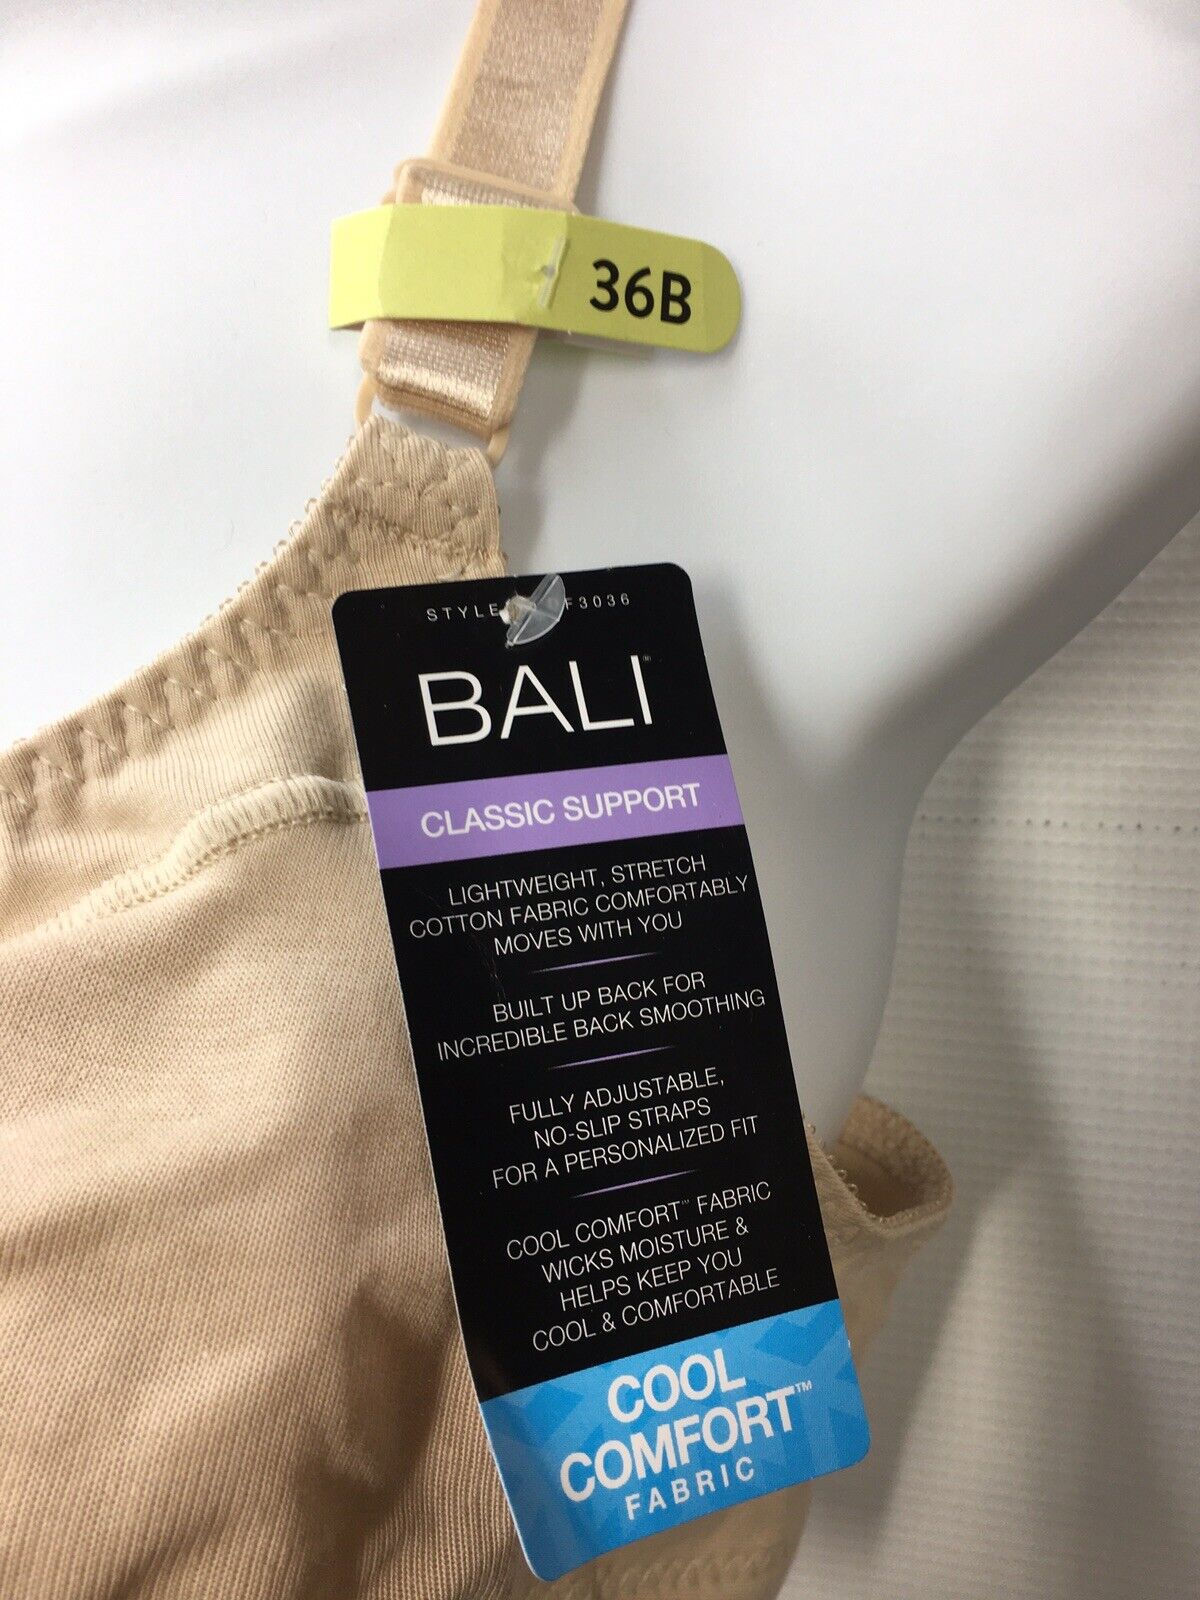 36B
STYLE F3036
BALI™
CLASSIC SUPPORT
LIGHTWEIGHT, STRETCH
COTTON FABRIC COMFORTABLY
MOVES WITH YOU
BUILT UP BACK FOR
INCREDIBLE BACK SMOOTHING
FULLY ADJUSTABLE,
NO-SLIP STRAPS
FOR A PERSONALIZED FIT
COOL COMFORT™ FABRIC
WICKS MOISTURE &
HELPS KEEP YOU
COOL & COMFORTABLE
COOL
COMFORT™
FABRIC